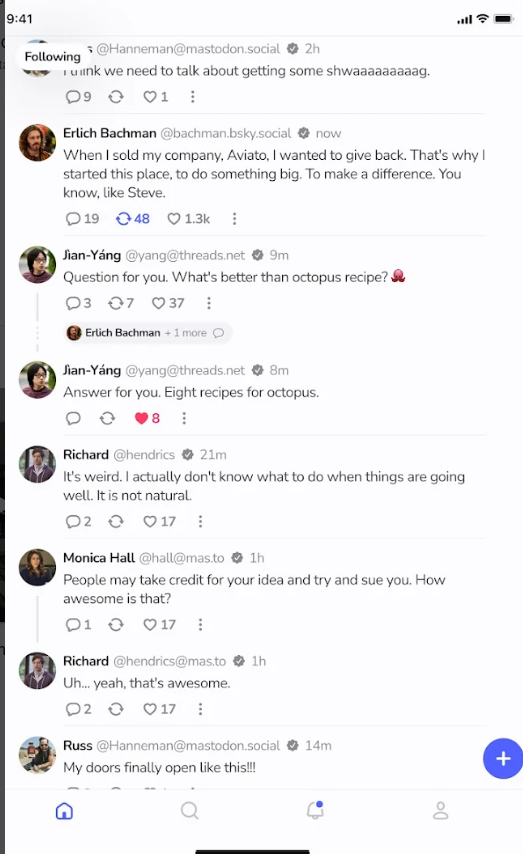 9:41
s @Hanneman@mastodon.social 2h
Following
I think we need to talk about getting some shwaaaaaaaag.
9 1
Erlich Bachman @bachman.bsky.social now
When I sold my company, Aviato, I wanted to give back. That's why I
started this place, to do something big. To make a difference. You
know, like Steve.
19 48 1.3k
Jìan-Yáng @yang@threads.net 9m
Question for you. What's better than octopus recipe?
3 7 37
Erlich Bachman + 1 more
Jìan-Yáng @yang@threads.net 8m
Answer for you. Eight recipes for octopus.
8
Richard @hendrics 21m
It's weird. I actually don't know what to do when things are going
well. It is not natural.
2 17
Monica Hall @hall@mas.to 1h
People may take credit for your idea and try and sue you. How
awesome is that?
1 17
Richard @hendrics@mas.to 1h
Uh... yeah, that's awesome.
2 17
Russ @Hanneman@mastodon.social 14m
My doors finally open like this!!!